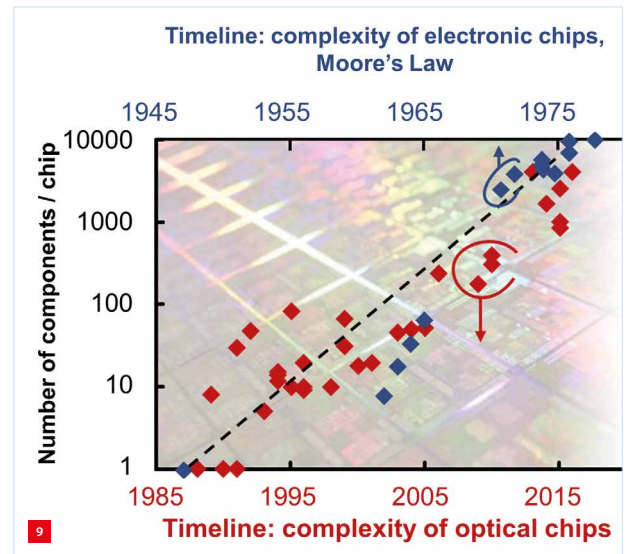 Timeline: complexity of electronic chips,
Moore's Law
1945 1955 1965 1975
Number of components / chip
10000
1000
100
10
1
1985 1995 2005 2015
Timeline: complexity of optical chips
9